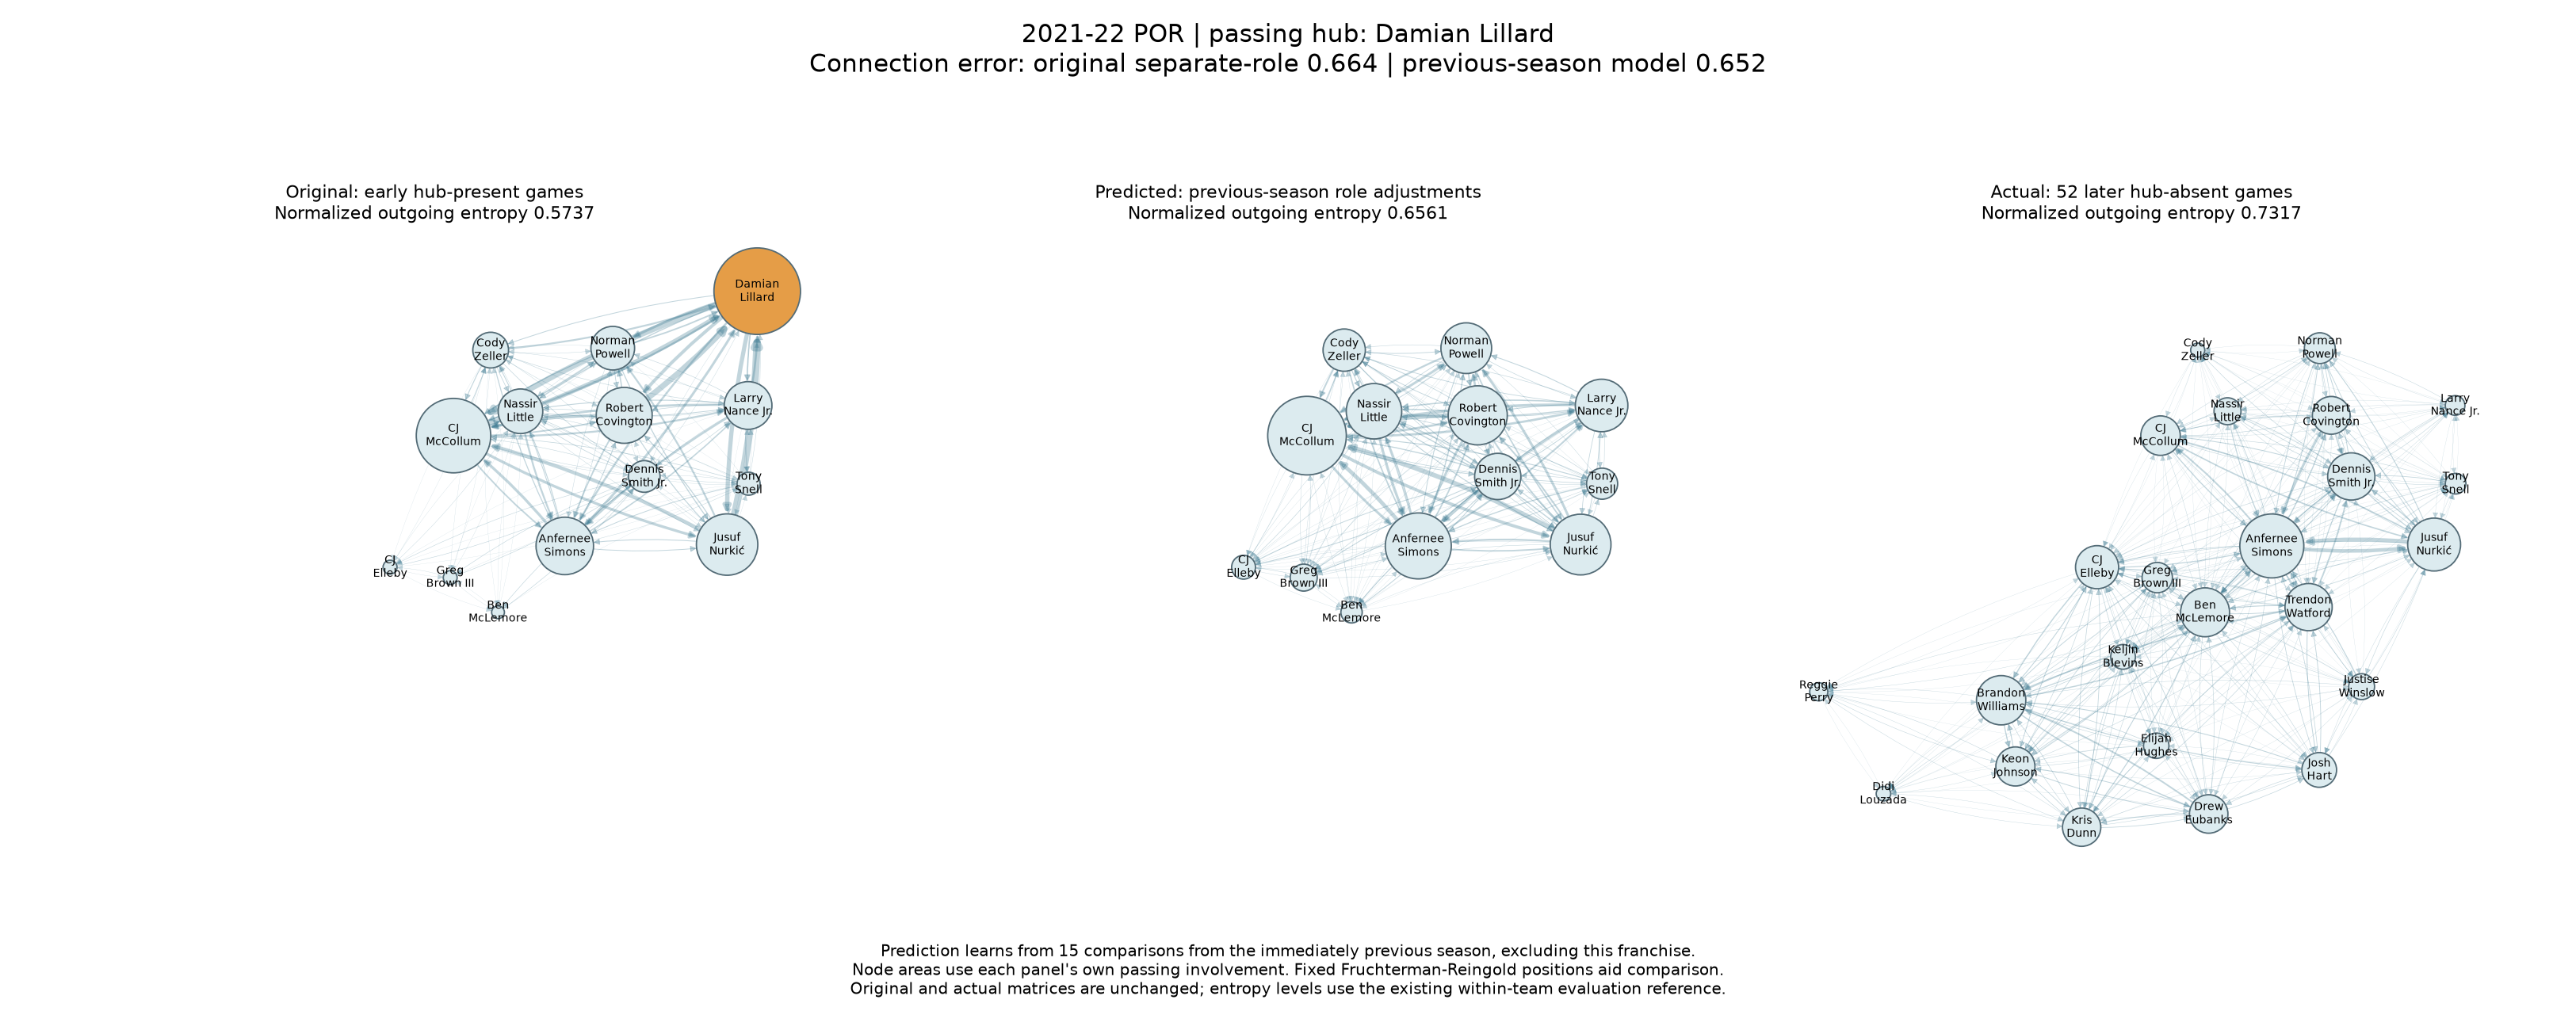 2021-22 POR | passing hub: Damian Lillard
Connection error: original separate-role 0.664 | previous-season model 0.652
Original: early hub-present games
Normalized outgoing entropy 0.5737
Damian
Lillard
Cody
Zeller
Norman
Powell
Nassir
Little
Robert
Covington
Larry
Nance Jr.
CJ
McCollum
Dennis
Smith Jr.
Tony
Snell
Anfernee
Simons
Jusuf
Nurkić
CJ
Elleby
Greg
Brown III
Ben
McLemore
Predicted: previous-season role adjustments
Normalized outgoing entropy 0.6561
Cody
Zeller
Norman
Powell
Nassir
Little
Robert
Covington
Larry
Nance Jr.
CJ
McCollum
Dennis
Smith Jr.
Tony
Snell
Anfernee
Simons
Jusuf
Nurkić
CJ
Elleby
Greg
Brown III
Ben
McLemore
Actual: 52 later hub-absent games
Normalized outgoing entropy 0.7317
Cody
Zeller
Norman
Powell
Nassir
Little
Robert
Covington
Larry
Nance Jr.
CJ
McCollum
Dennis
Smith Jr.
Tony
Snell
Anfernee
Simons
Jusuf
Nurkić
CJ
Elleby
Greg
Brown III
Ben
McLemore
Trendon
Watford
Keljin
Blevins
Reggie
Perry
Brandon
Williams
Justise
Winslow
Elijah
Hughes
Keon
Johnson
Josh
Hart
Didi
Louzada
Kris
Dunn
Drew
Eubanks
Prediction learns from 15 comparisons from the immediately previous season, excluding this franchise.
Node areas use each panel's own passing involvement. Fixed Fruchterman-Reingold positions aid comparison.
Original and actual matrices are unchanged; entropy levels use the existing within-team evaluation reference.